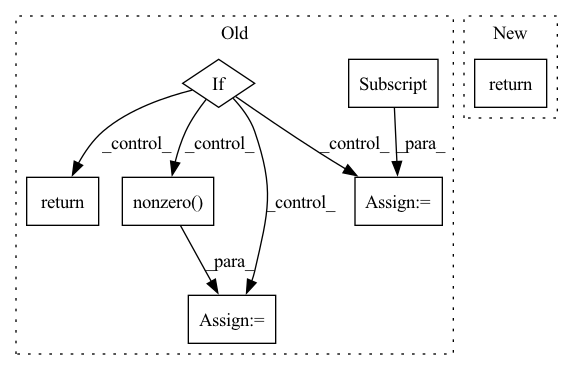 Old
New
If
Subscript
return
_control_
_control_
_control_
_para_
return
nonzero()
_control_
Assign:=
_para_
Assign:=